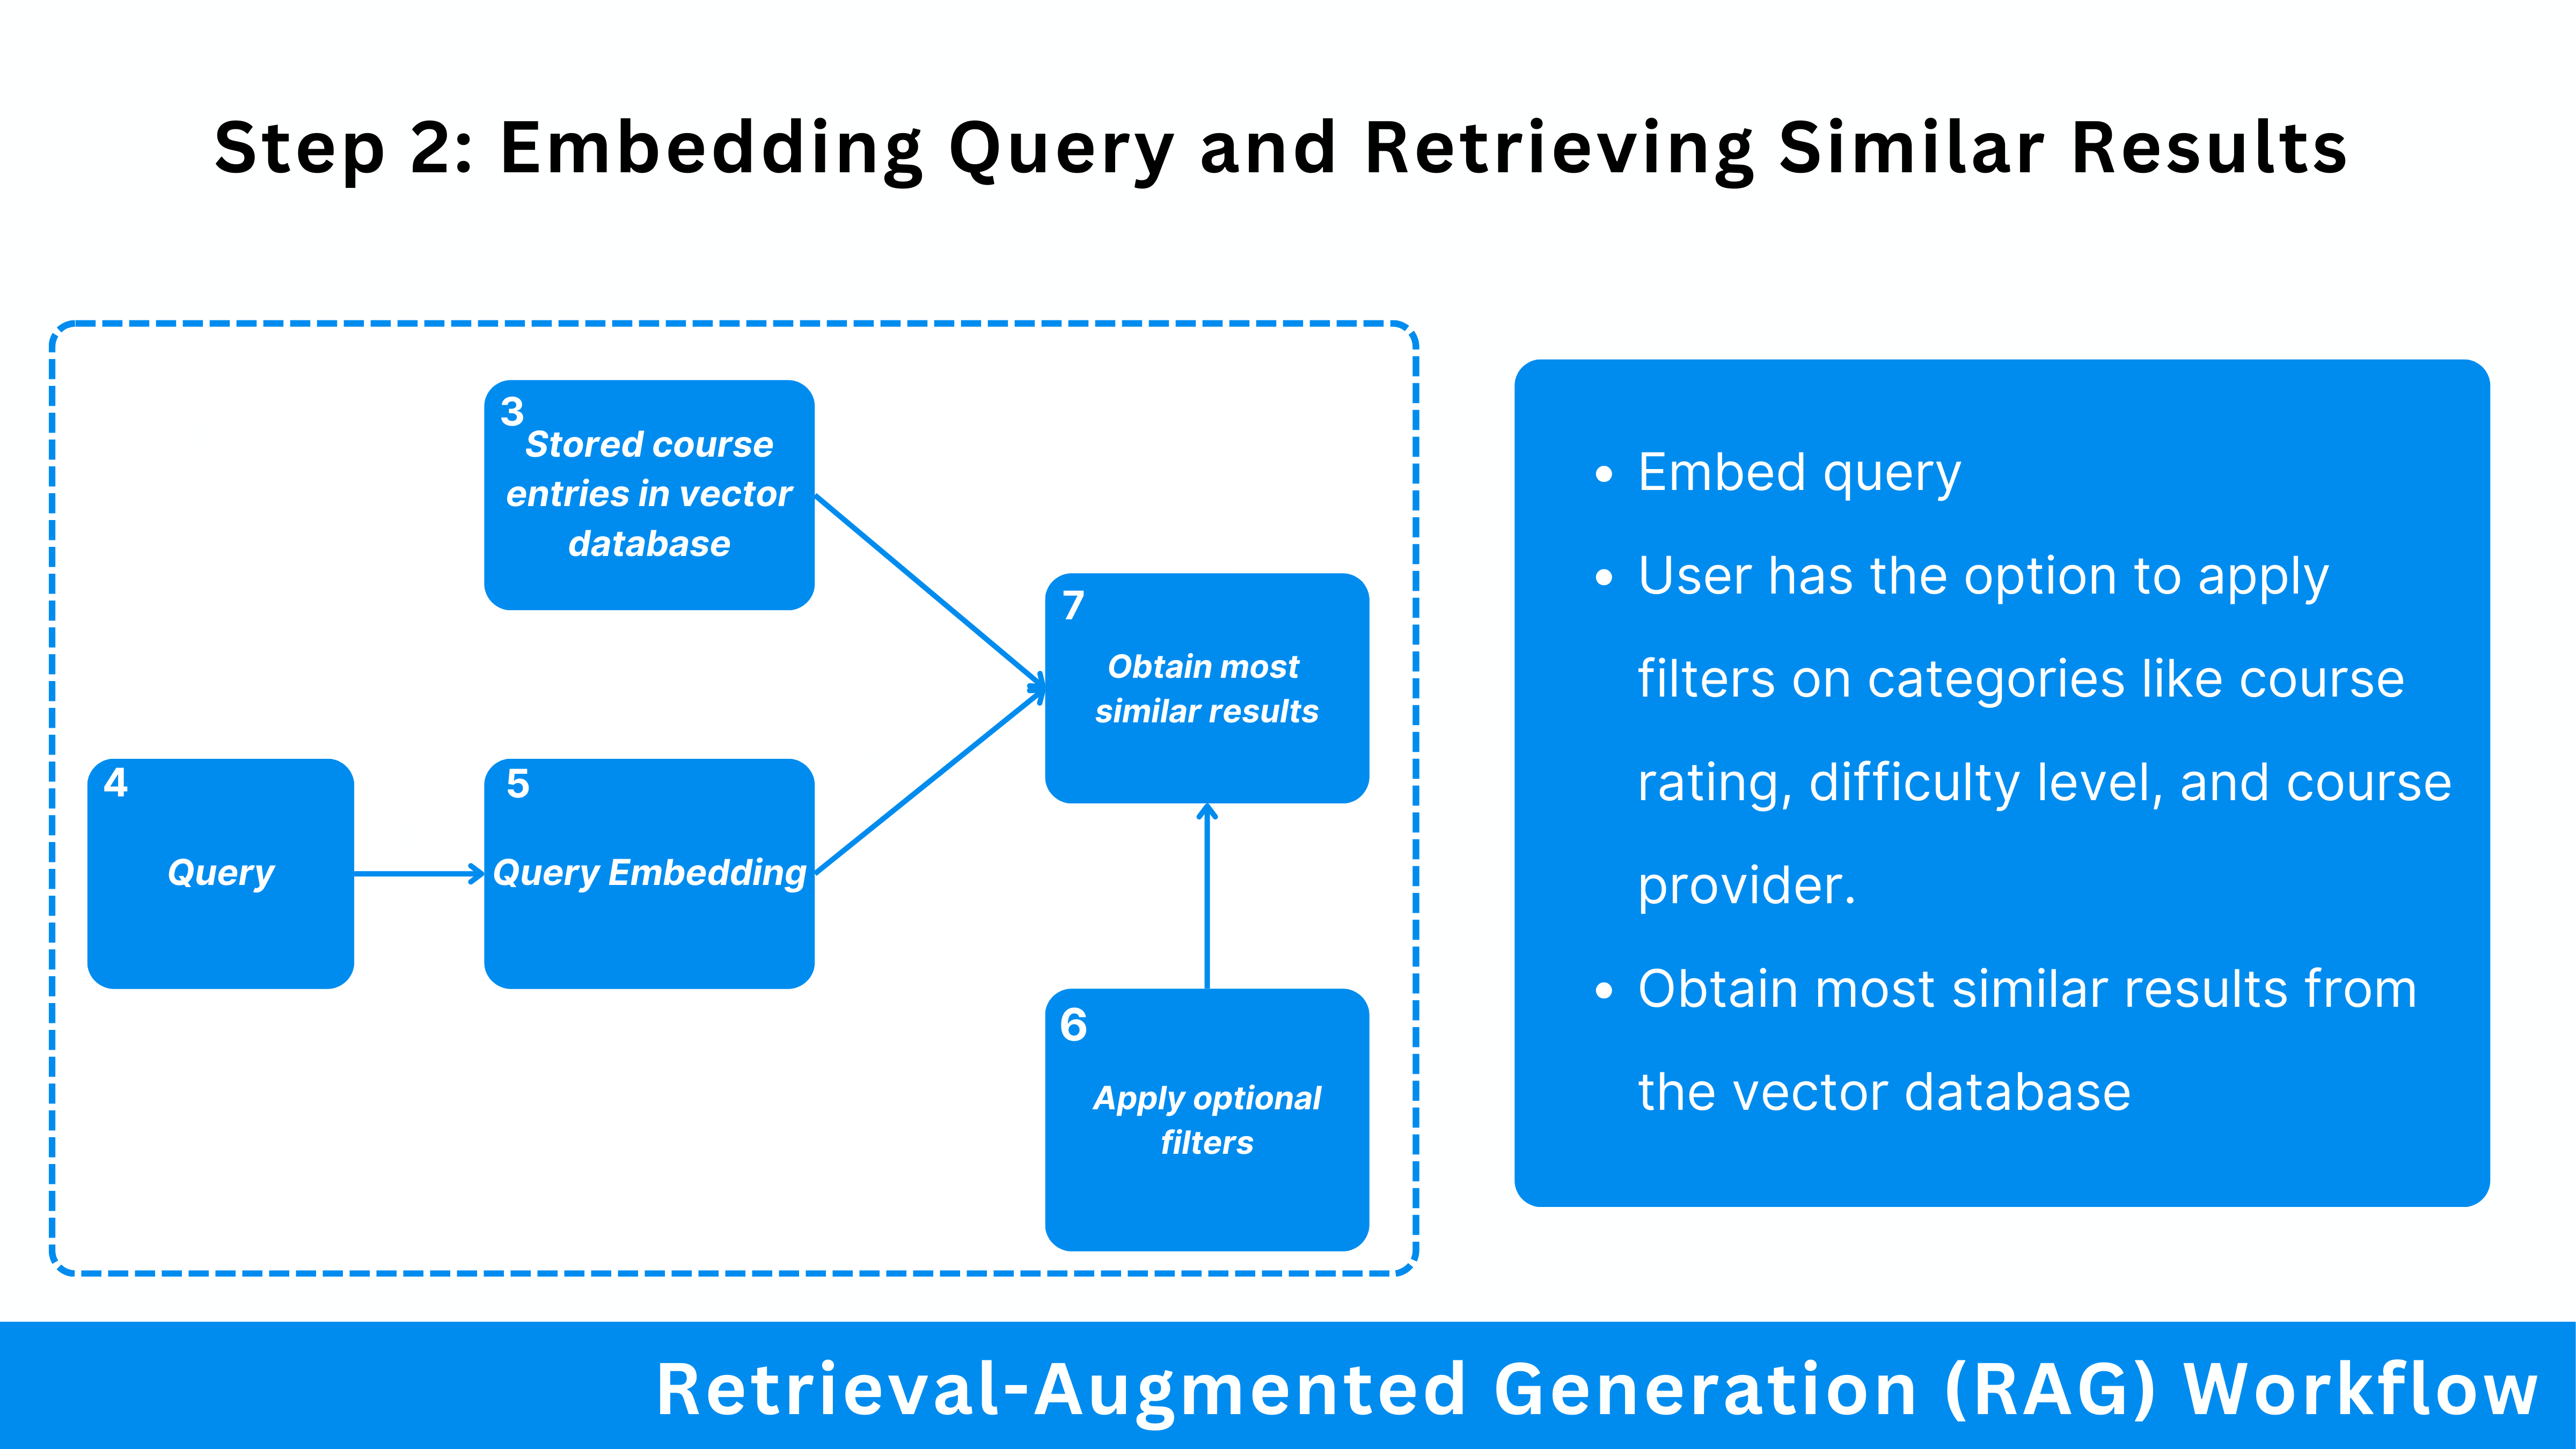 Step 2: Embedding Query and Retrieving Similar Results
3
Stored course
entries in vector
database
4
Query
5
Query Embedding
7
Obtain most
similar results
6
Apply optional
filters
• Embed query
• User has the option to apply
filters on categories like course
rating, difficulty level, and course
provider.
• Obtain most similar results from
the vector database
Retrieval-Augmented Generation (RAG) Workflow